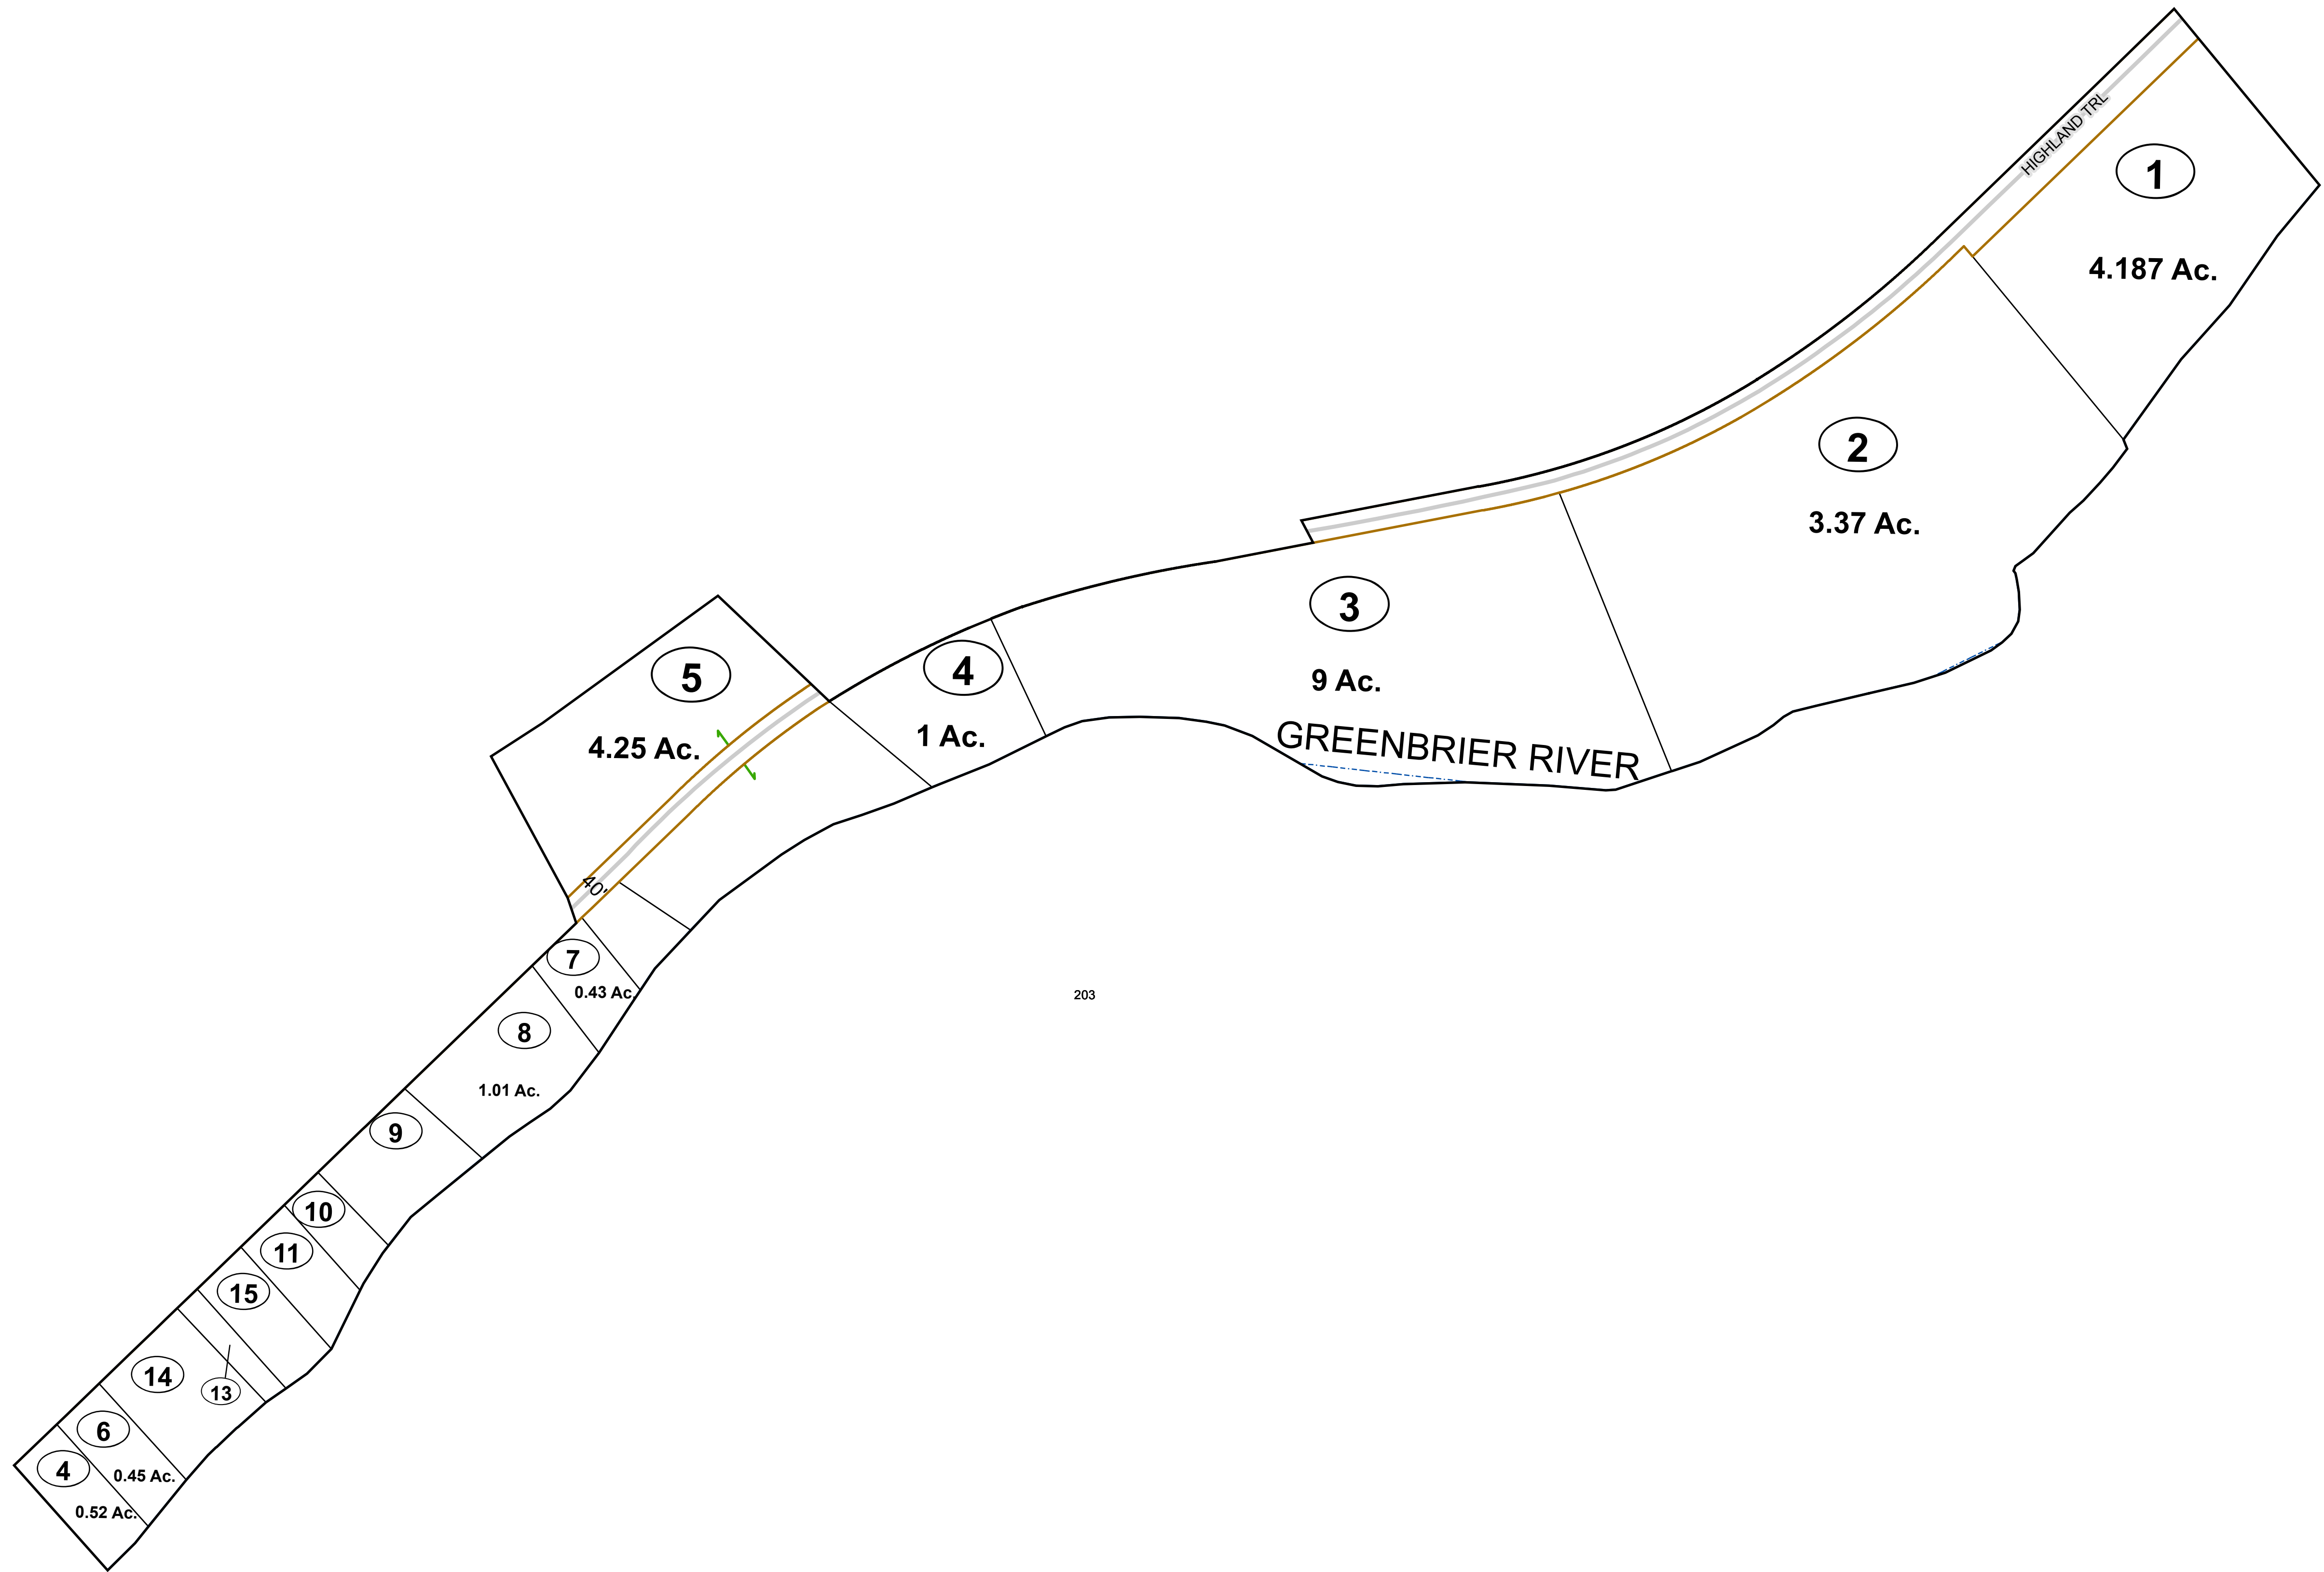 HIGHLAND TRL
1
4.187 Ac.
2
3.37 Ac.
3
9 Ac.
GREENBRIER RIVER
4
1 Ac.
5
4.25 Ac.
40'
7
0.43 Ac.
203
8
1.01 Ac.
9
10
11
15
14
13
6
0.45 Ac.
4
0.52 Ac.